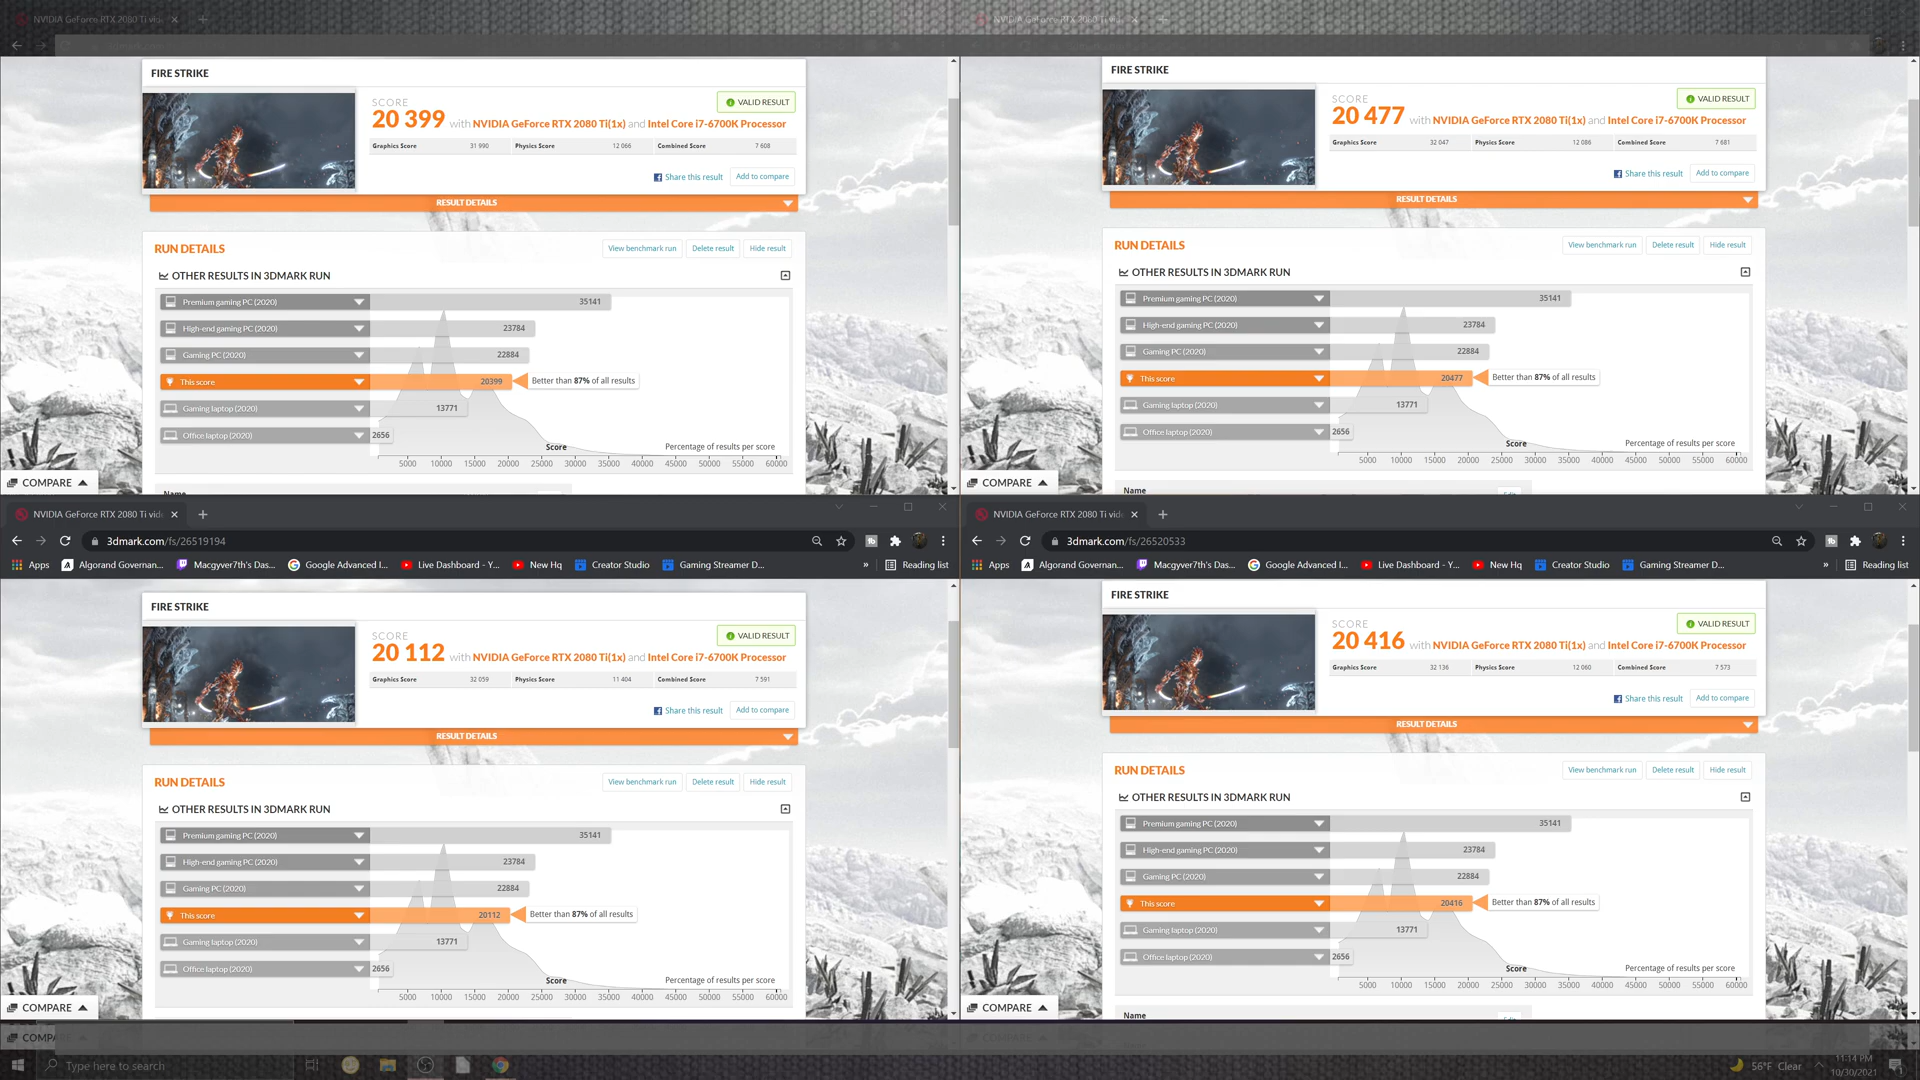 NVIDIA GeForce RTX 2080 Ti vid
NVIDIA GeForce RTX 2080 Ti vid
3dmark.com
FIRE STRIKE
SCORE
VALID RESULT
20 399 with NVIDIA GeForce RTX 2080 Ti(1x) and Intel Core i7-6700K Processor
Graphics Score 31 990 Physics Score 12 066 Combined Score 7 608
Share this result Add to compare
RESULT DETAILS
RUN DETAILS View benchmark run Delete result Hide result
OTHER RESULTS IN 3DMARK RUN
Premium gaming PC (2020) 35141
High-end gaming PC (2020) 23784
Gaming PC (2020) 22884
This score 20399 Better than 87% of all results
Gaming laptop (2020) 13771
Office laptop (2020) 2656
Score Percentage of results per score
5000 10000 15000 20000 25000 30000 35000 40000 45000 50000 55000 60000
COMPARE
Name
FIRE STRIKE
SCORE
VALID RESULT
20 477 with NVIDIA GeForce RTX 2080 Ti(1x) and Intel Core i7-6700K Processor
Graphics Score 32 047 Physics Score 12 086 Combined Score 7 681
Share this result Add to compare
RESULT DETAILS
RUN DETAILS View benchmark run Delete result Hide result
OTHER RESULTS IN 3DMARK RUN
Premium gaming PC (2020) 35141
High-end gaming PC (2020) 23784
Gaming PC (2020) 22884
This score 20477 Better than 87% of all results
Gaming laptop (2020) 13771
Office laptop (2020) 2656
Score Percentage of results per score
5000 10000 15000 20000 25000 30000 35000 40000 45000 50000 55000 60000
COMPARE
Name
NVIDIA GeForce RTX 2080 Ti vid
3dmark.com/fs/26519194
Apps Algorand Governan... Macgyver7th's Das... Google Advanced I... Live Dashboard - Y... New Hq Creator Studio Gaming Streamer D... » Reading list
FIRE STRIKE
SCORE
VALID RESULT
20 112 with NVIDIA GeForce RTX 2080 Ti(1x) and Intel Core i7-6700K Processor
Graphics Score 32 059 Physics Score 11 404 Combined Score 7 591
Share this result Add to compare
RESULT DETAILS
RUN DETAILS View benchmark run Delete result Hide result
OTHER RESULTS IN 3DMARK RUN
Premium gaming PC (2020) 35141
High-end gaming PC (2020) 23784
Gaming PC (2020) 22884
This score 20112 Better than 87% of all results
Gaming laptop (2020) 13771
Office laptop (2020) 2656
Score Percentage of results per score
5000 10000 15000 20000 25000 30000 35000 40000 45000 50000 55000 60000
COMPARE
NVIDIA GeForce RTX 2080 Ti vid
3dmark.com/fs/26520533
Apps Algorand Governan... Macgyver7th's Das... Google Advanced I... Live Dashboard - Y... New Hq Creator Studio Gaming Streamer D... » Reading list
FIRE STRIKE
SCORE
VALID RESULT
20 416 with NVIDIA GeForce RTX 2080 Ti(1x) and Intel Core i7-6700K Processor
Graphics Score 32 136 Physics Score 12 060 Combined Score 7 573
Share this result Add to compare
RESULT DETAILS
RUN DETAILS View benchmark run Delete result Hide result
OTHER RESULTS IN 3DMARK RUN
Premium gaming PC (2020) 35141
High-end gaming PC (2020) 23784
Gaming PC (2020) 22884
This score 20416 Better than 87% of all results
Gaming laptop (2020) 13771
Office laptop (2020) 2656
Score Percentage of results per score
5000 10000 15000 20000 25000 30000 35000 40000 45000 50000 55000 60000
COMPARE
Name
COMPA
COMPARE
Type here to search
56°F Clear
11:14 PM
10/30/2021